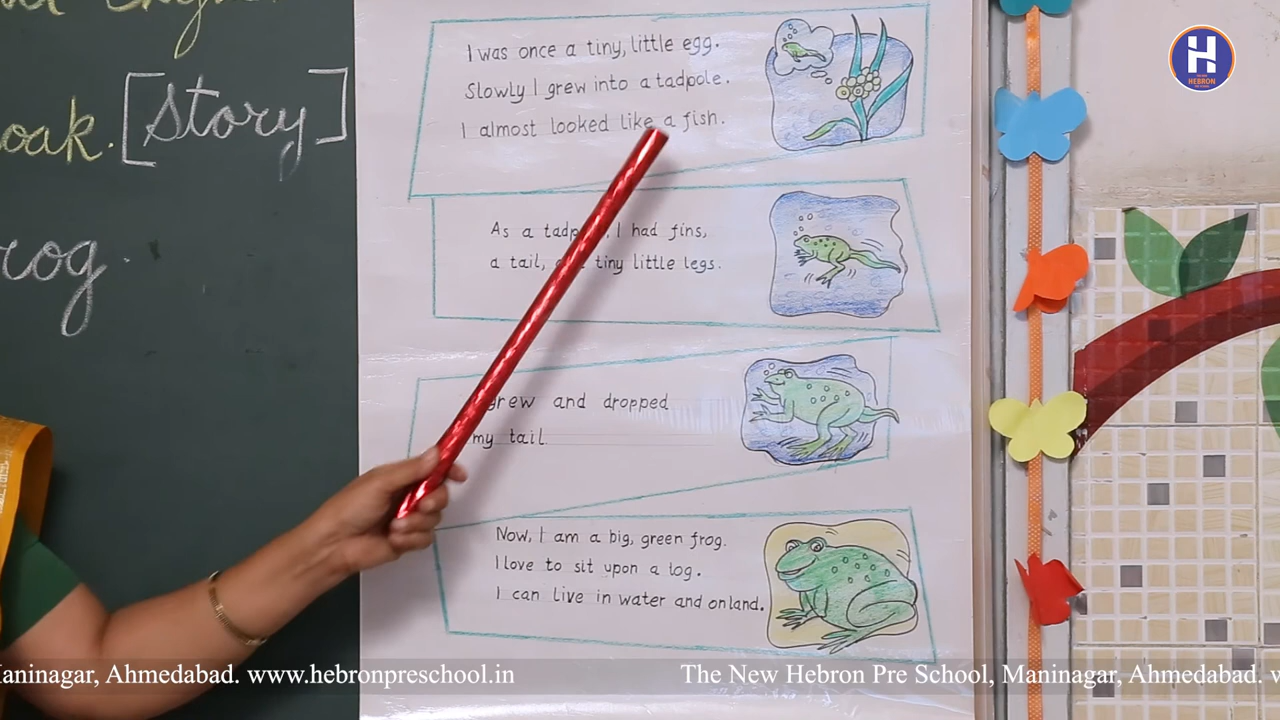 [Story]
oak.
rog.
I was once a tiny, little egg.
Slowly I grew into a tadpole.
I almost looked like a fish.
As a tadp I had fins,
a tail, tiny little legs.
grew and dropped
my tail
Now, I am a big, green frog.
I love to sit upon a log.
I can live in water and on land.
H
HEBRON
Maninagar, Ahmedabad. www.hebronpreschool.in
The New Hebron Pre School, Maninagar, Ahmedabad.